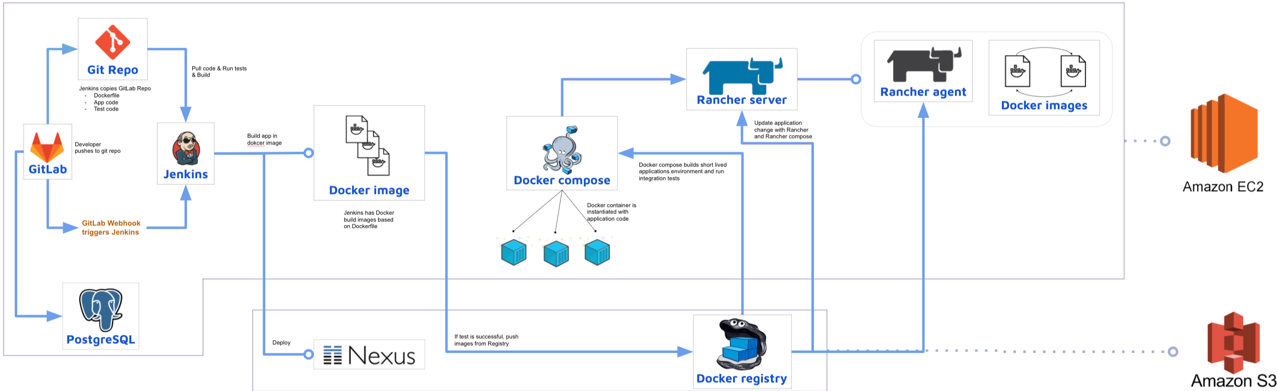 Git Repo
Jenkins copies GitLab Repo
- Dockerfile
- App code
- Test code
Pull code & Run tests
& Build
GitLab
Developer
pushes to git repo
Jenkins
GitLab Webhook
triggers Jenkins
PostgreSQL
Build app in
dokcer image
Docker image
Jenkins has Docker
build images based
on Dockerfile
Deploy
Nexus
If test is successful, push
images from Registry
Docker registry
Docker compose
Docker compose builds short lived
applications environment and run
integration tests
Docker container is
instantiated with
application code
Rancher server
Update application
change with Rancher
and Rancher compose
Rancher agent
Docker images
Amazon EC2
Amazon S3